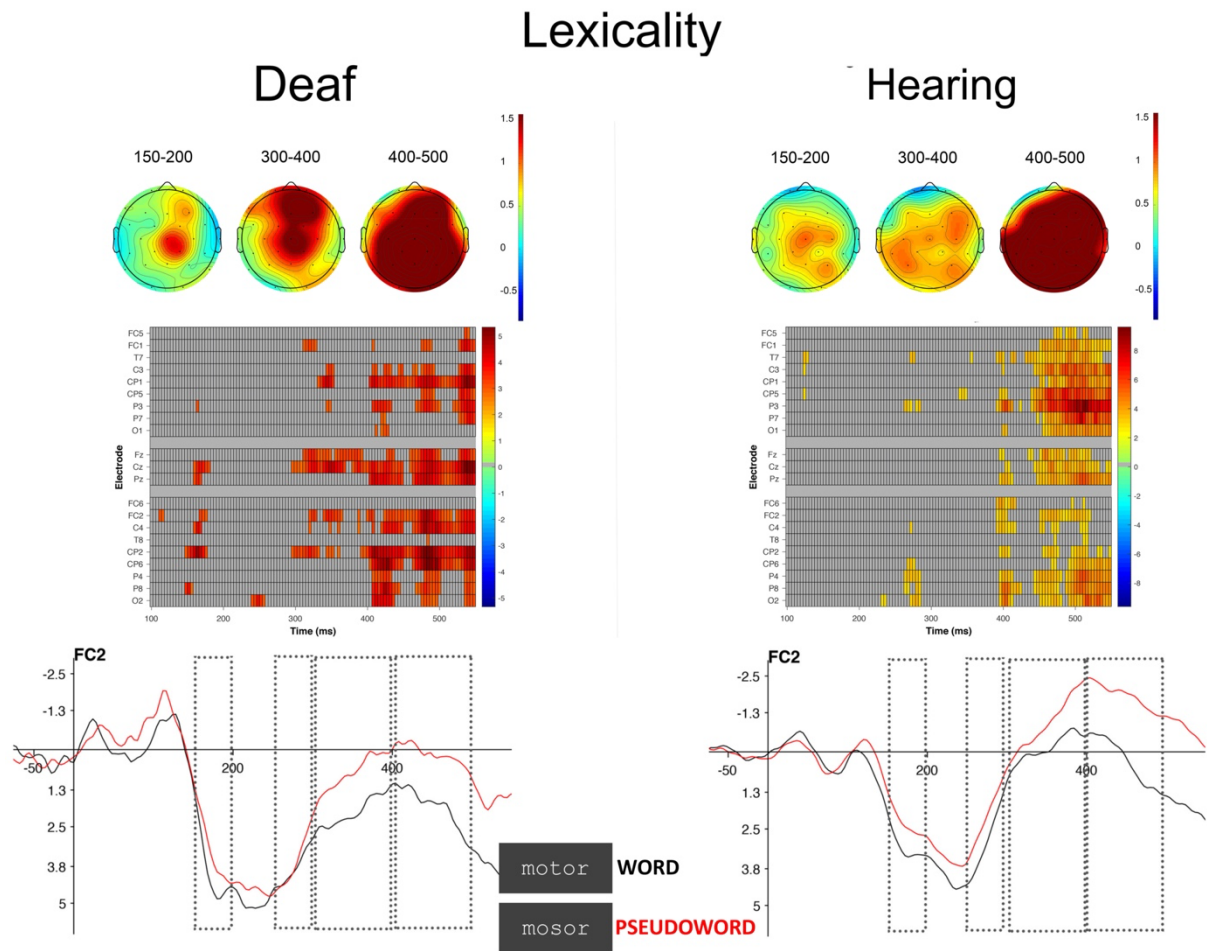 Lexicality
Deaf
Hearing
150-200 300-400 400-500
1.5
1
0.5
0
-0.5
150-200 300-400 400-500
1.5
1
0.5
0
-0.5
FC5
FC1
T7
C3
CP1
CP5
P3
P7
O1
Fz
Cz
Pz
FC6
FC2
C4
T8
CP2
CP6
P4
P8
O2
Electrode
100 200 300 400 500
Time (ms)
5
4
3
2
1
0
-1
-2
-3
-4
-5
FC5
FC1
T7
C3
CP1
CP5
P3
P7
O1
Fz
Cz
Pz
FC6
FC2
C4
T8
CP2
CP6
P4
P8
O2
Electrode
100 200 300 400 500
Time (ms)
8
6
4
2
0
-2
-4
-6
-8
FC2
-2.5
-1.3
-50 200 400
1.3
2.5
3.8
5
FC2
-2.5
-1.3
-50 200 400
1.3
2.5
3.8
5
motor WORD
mosor PSEUDOWORD